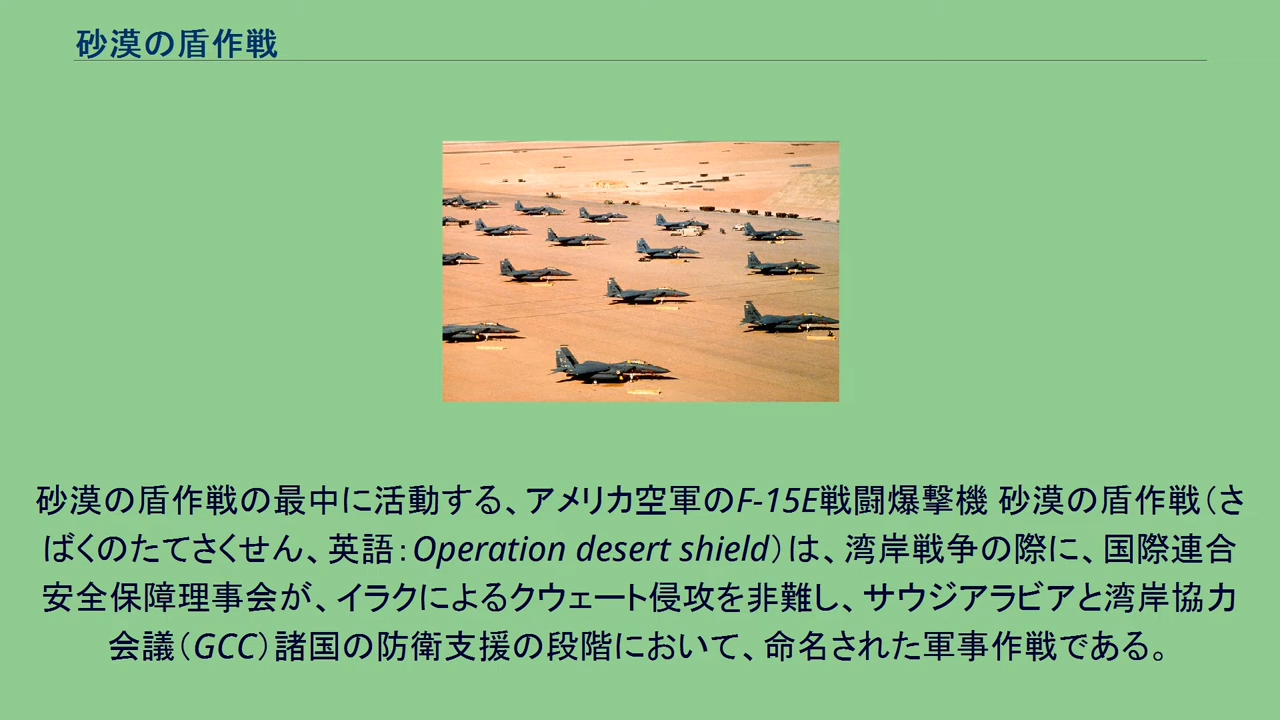 砂漠の盾作戦
砂漠の盾作戦の最中に活動する、アメリカ空軍のF-15E戦闘爆撃機 砂漠の盾作戦（さ
ばくのたてさくせん、英語：Operation desert shield）は、湾岸戦争の際に、国際連合
安全保障理事会が、イラクによるクウェート侵攻を非難し、サウジアラビアと湾岸協力
会議（GCC）諸国の防衛支援の段階において、命名された軍事作戦である。